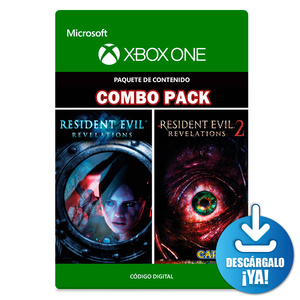 Microsoft
XBOX ONE
PAQUETE DE CONTENIDO
COMBO PACK
RESIDENT EVIL
REVELATIONS
RESIDENT EVIL
REVELATIONS 2
CÓDIGO DIGITAL
DESCÁRGALO
¡YA!